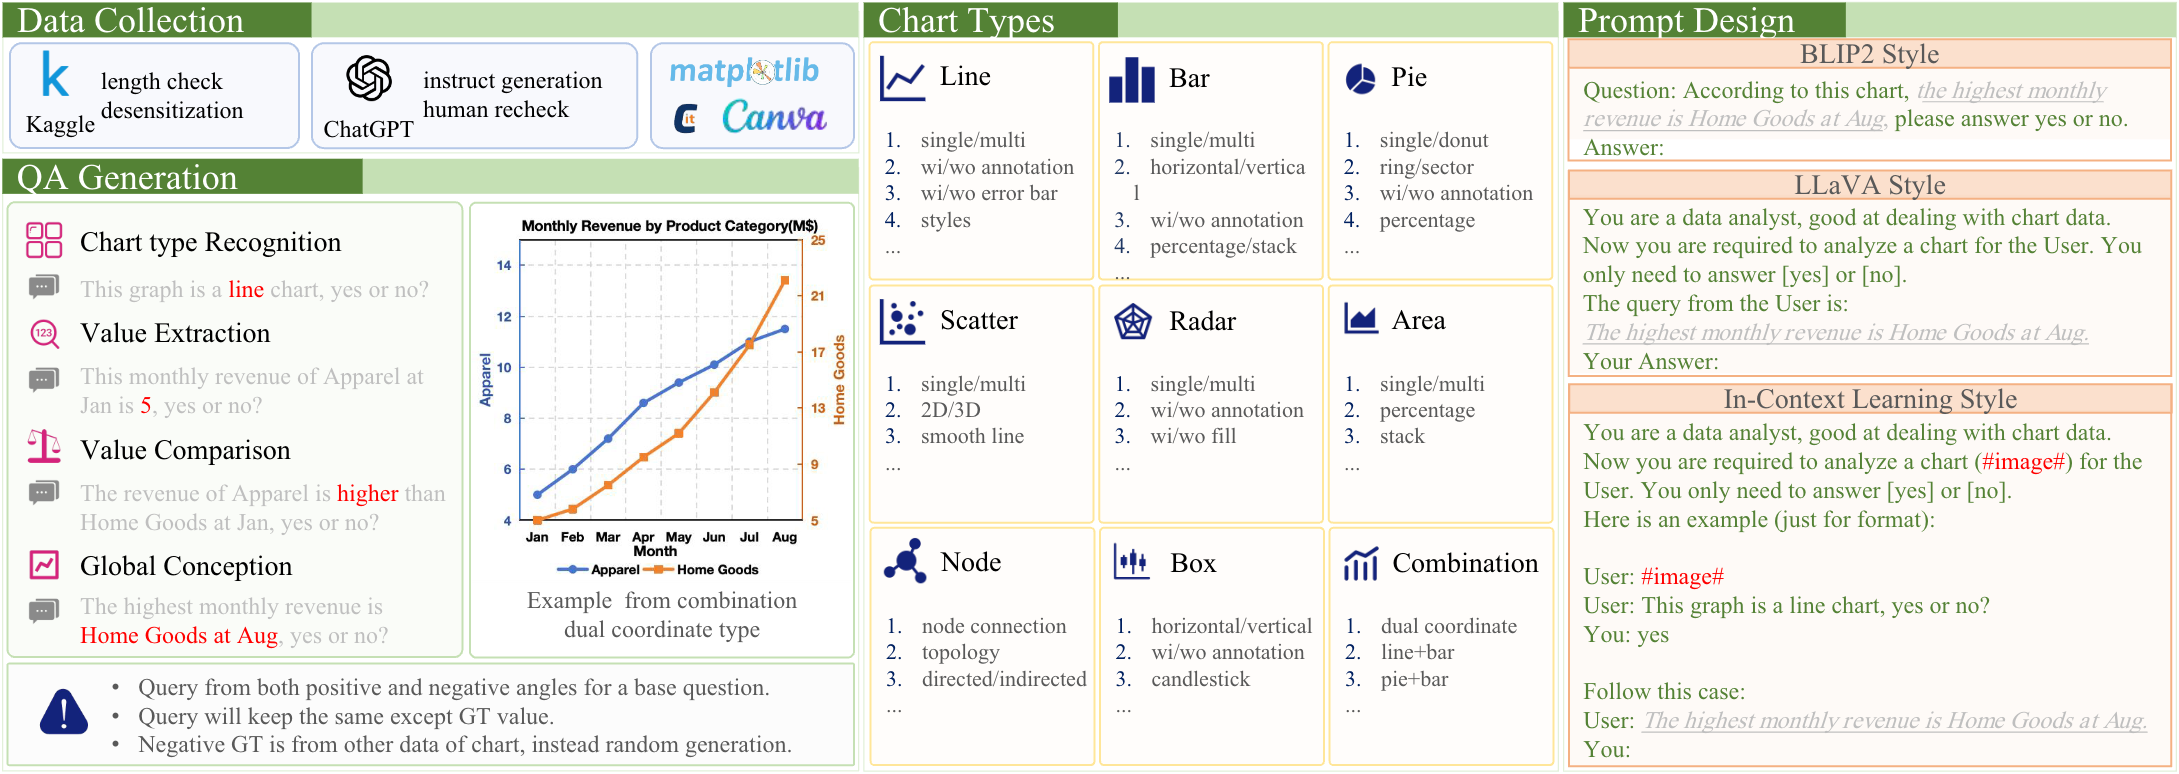 Data Collection
k
Kaggle
length check
desensitization
ChatGPT
instruct generation
human recheck
matplotlib
it
Canva
QA Generation
Chart type Recognition
This graph is a line chart, yes or no?
123
Value Extraction
This monthly revenue of Apparel at
Jan is 5, yes or no?
Value Comparison
The revenue of Apparel is higher than
Home Goods at Jan, yes or no?
Global Conception
The highest monthly revenue is
Home Goods at Aug, yes or no?
Monthly Revenue by Product Category(M$)
14
12
10
8
6
4
Apparel
25
21
17
13
9
5
Home Goods
Jan Feb Mar Apr May Jun Jul Aug
Month
Apparel Home Goods
Example from combination
dual coordinate type
• Query from both positive and negative angles for a base question.
• Query will keep the same except GT value.
• Negative GT is from other data of chart, instead random generation.
Chart Types
Line
1. single/multi
2. wi/wo annotation
3. wi/wo error bar
4. styles
...
Bar
1. single/multi
2. horizontal/vertica
l
3. wi/wo annotation
4. percentage/stack
...
Pie
1. single/donut
2. ring/sector
3. wi/wo annotation
4. percentage
...
Scatter
1. single/multi
2. 2D/3D
3. smooth line
...
Radar
1. single/multi
2. wi/wo annotation
3. wi/wo fill
...
Area
1. single/multi
2. percentage
3. stack
...
Node
1. node connection
2. topology
3. directed/indirected
...
Box
1. horizontal/vertical
2. wi/wo annotation
3. candlestick
...
Combination
1. dual coordinate
2. line+bar
3. pie+bar
...
Prompt Design
BLIP2 Style
Question: According to this chart, the highest monthly
revenue is Home Goods at Aug, please answer yes or no.
Answer:
LLaVA Style
You are a data analyst, good at dealing with chart data.
Now you are required to analyze a chart for the User. You
only need to answer [yes] or [no].
The query from the User is:
The highest monthly revenue is Home Goods at Aug.
Your Answer:
In-Context Learning Style
You are a data analyst, good at dealing with chart data.
Now you are required to analyze a chart (#image#) for the
User. You only need to answer [yes] or [no].
Here is an example (just for format):
User: #image#
User: This graph is a line chart, yes or no?
You: yes
Follow this case:
User: The highest monthly revenue is Home Goods at Aug.
You: